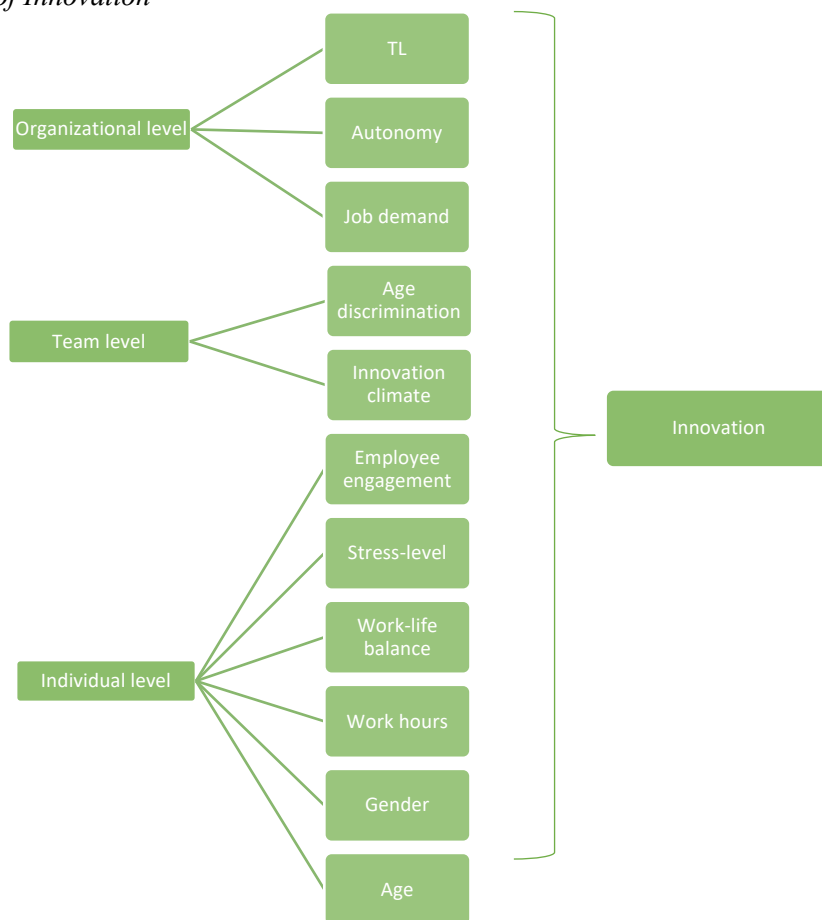 of Innovation
TL
Organizational level
Autonomy
Job demand
Age
discrimination
Team level
Innovation
climate
Innovation
Employee
engagement
Stress-level
Work-life
balance
Individual level
Work hours
Gender
Age